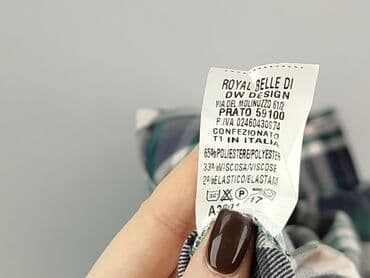 ROYAL BELLE DI
DW DESIGN
VIA DEL MOLINUZZO 61/2
PRATO 59100
P.IVA 02460430974
CONFEZIONATO
T1 IN ITALIA
65%POLIESTERE/POLYESTER
33%VISCOSA/VISCOSE
2%ELASTICO/ELASTAM